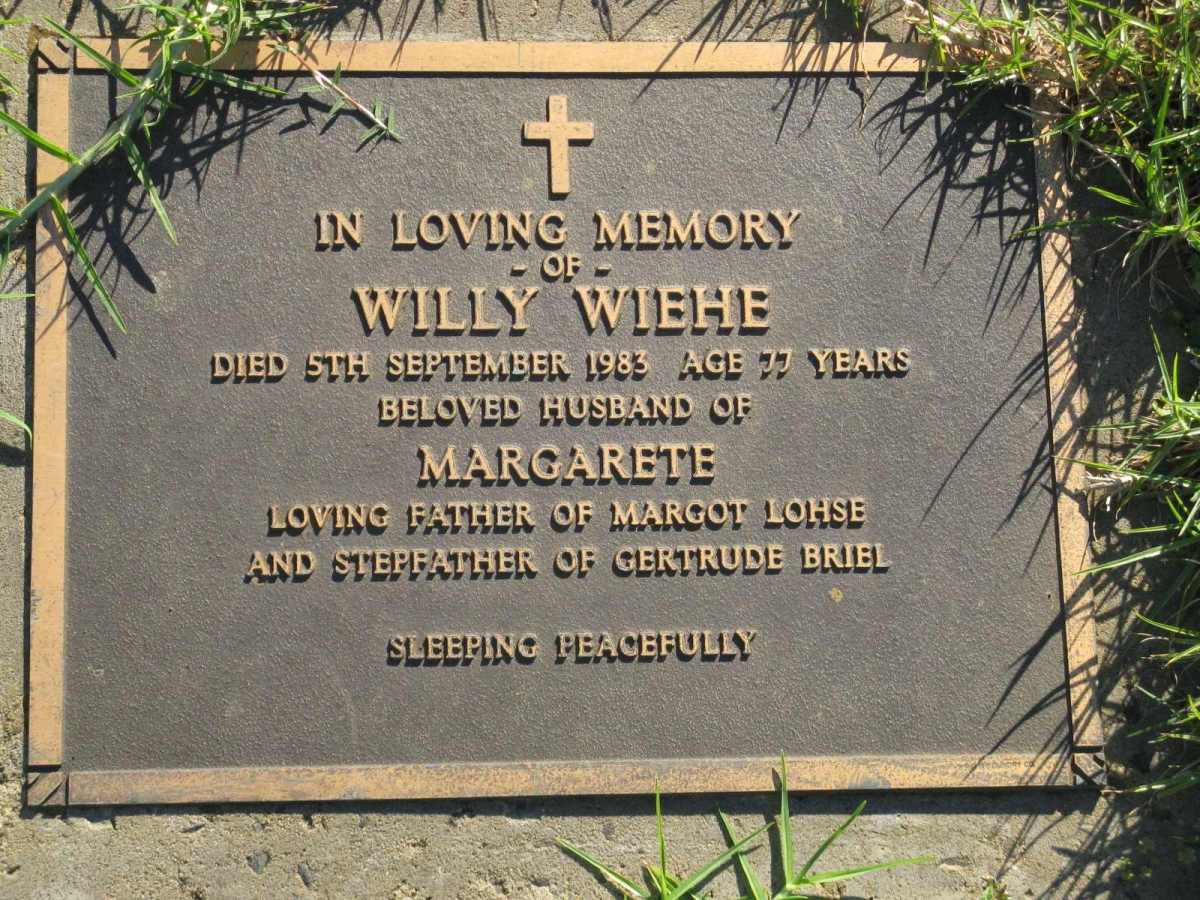 IN LOVING MEMORY
- OF -
WILLY WIEHE
DIED 5TH SEPTEMBER 1983 AGE 77 YEARS
BELOVED HUSBAND OF
MARGARETE
LOVING FATHER OF MARGOT LOHSE
AND STEPFATHER OF GERTRUDE BRIEL
SLEEPING PEACEFULLY